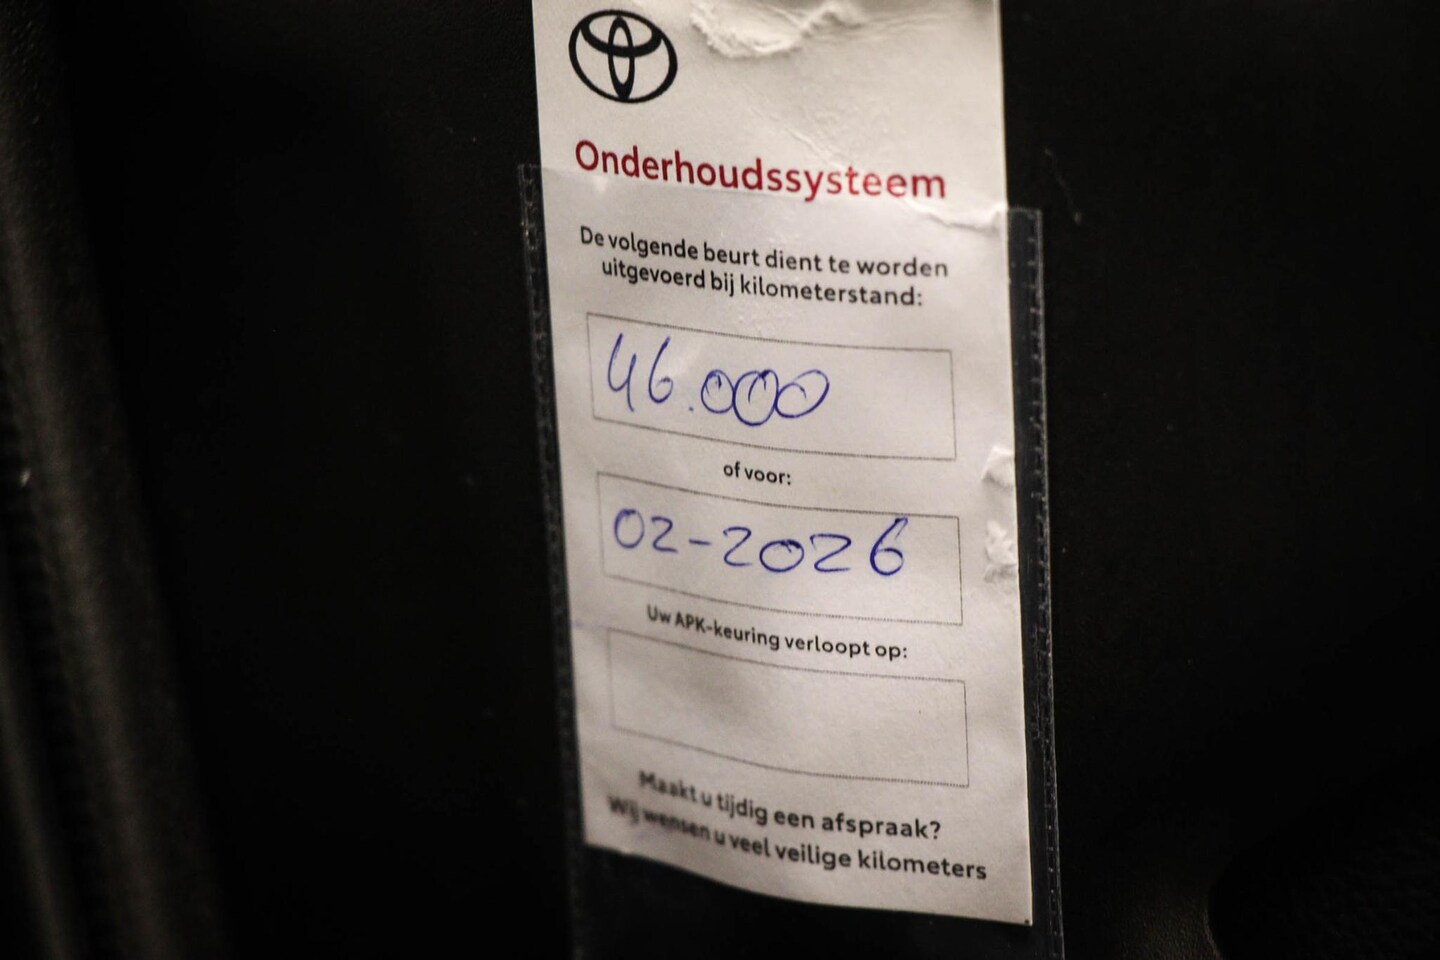 Onderhoudssysteem
De volgende beurt dient te worden
uitgevoerd bij kilometerstand:
46.000
of voor:
02-2026
Uw APK-keuring verloopt op:
Maakt u tijdig een afspraak?
Wij wensen u veel veilige kilometers